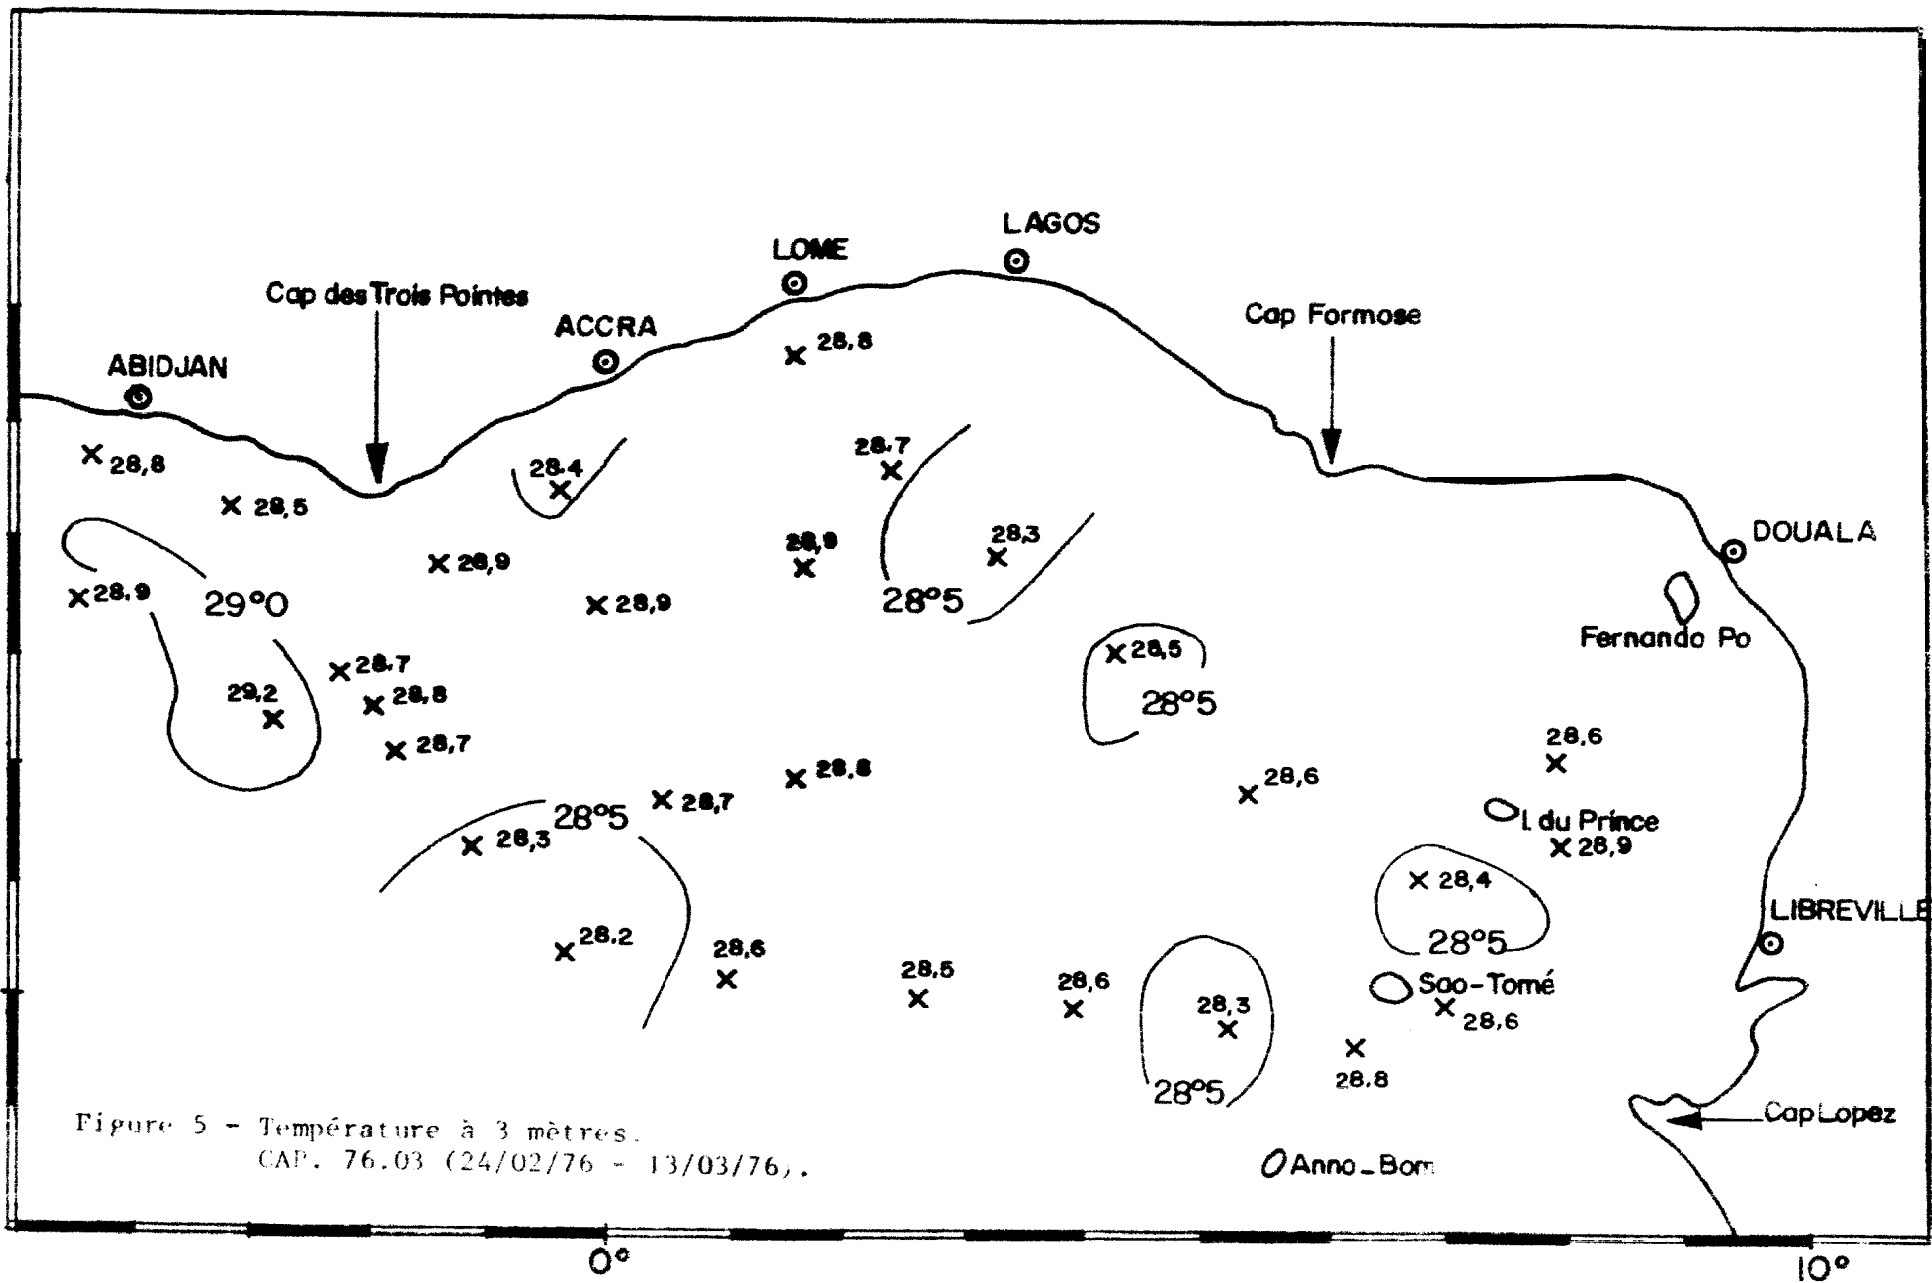 LAGOS
LOME
Cap des Trois Pointes
Cap Formose
ACCRA
28,8
ABIDJAN
28.7
28,8
28.4
28,5
28,3
DOUALA
28,9
28,9
28.9
29°0
28,9
28°5
Fernando Po
28,5
28.7
29.2
28,8
28°5
28,7
28,6
28,8
28,6
28,7
28°5
I. du Prince
28,3
28,9
28,4
LIBREVILLE
28.2
28,6
28°5
28.5
28,6
Sao-Tomé
28,3
28,6
28.8
28°5
Cap Lopez
Figure 5 - Température à 3 mètres.
CAP. 76.03 (24/02/76 - 13/03/76).
Anno-Bom
0°
10°